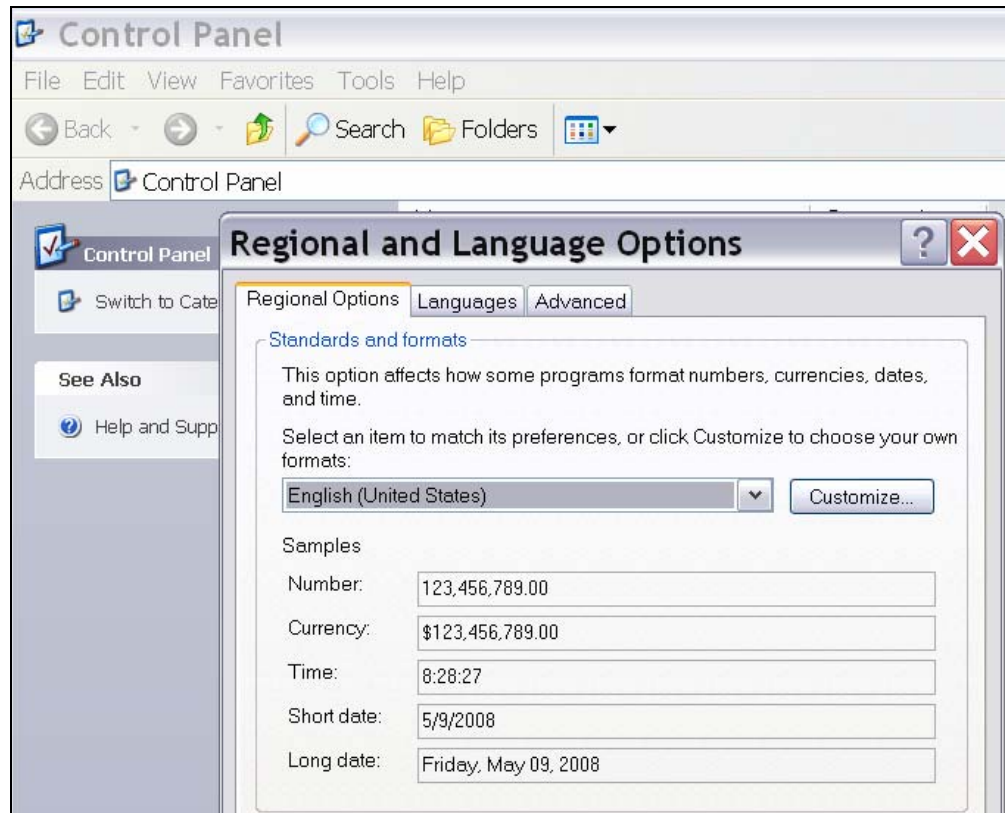 Control Panel
File Edit View Favorites Tools Help
Back Search Folders
Address Control Panel
Control Panel
Switch to Cate
See Also
Help and Supp
Regional and Language Options
Regional Options Languages Advanced
Standards and formats
This option affects how some programs format numbers, currencies, dates,
and time.
Select an item to match its preferences, or click Customize to choose your own
formats:
English (United States) Customize...
Samples
Number: 123,456,789.00
Currency: $123,456,789.00
Time: 8:28:27
Short date: 5/9/2008
Long date: Friday, May 09, 2008